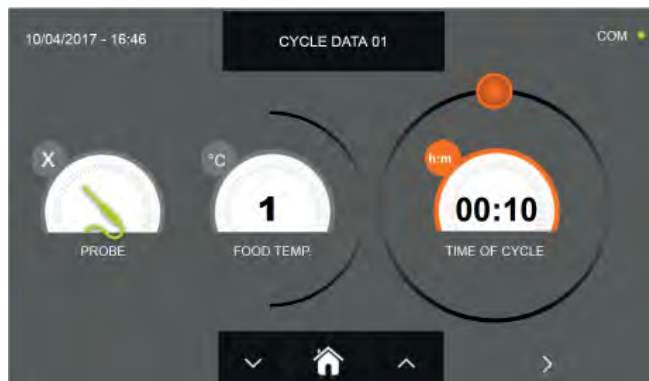 10/04/2017 - 16:46
CYCLE DATA 01
COM
X
°C
h:m
1
00:10
PROBE
FOOD TEMP.
TIME OF CYCLE